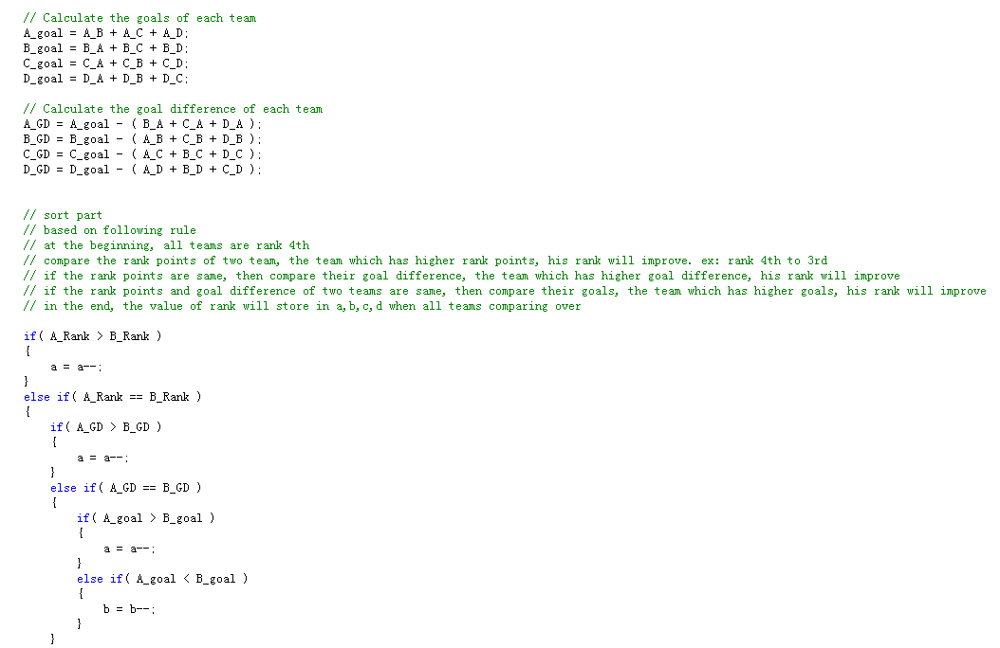 // Calculate the goals of each team
A_goal = A_B + A_C + A_D;
B_goal = B_A + B_C + B_D;
C_goal = C_A + C_B + C_D;
D_goal = D_A + D_B + D_C;
// Calculate the goal difference of each team
A_GD = A_goal - ( B_A + C_A + D_A );
B_GD = B_goal - ( A_B + C_B + D_B );
C_GD = C_goal - ( A_C + B_C + D_C );
D_GD = D_goal - ( A_D + B_D + C_D );
// sort part
// based on following rule
// at the beginning, all teams are rank 4th
// compare the rank points of two team, the team which has higher rank points, his rank will improve. ex: rank 4th to 3rd
// if the rank points are same, then compare their goal difference, the team which has higher goal difference, his rank will improve
// if the rank points and goal difference of two teams are same, then compare their goals, the team which has higher goals, his rank will improve
// in the end, the value of rank will store in a,b,c,d when all teams comparing over
if( A_Rank > B_Rank )
{
    a = a--;
}
else if( A_Rank == B_Rank )
{
    if( A_GD > B_GD )
    {
        a = a--;
    }
    else if( A_GD == B_GD )
    {
        if( A_goal > B_goal )
        {
            a = a--;
        }
        else if( A_goal < B_goal )
        {
            b = b--;
        }
    }